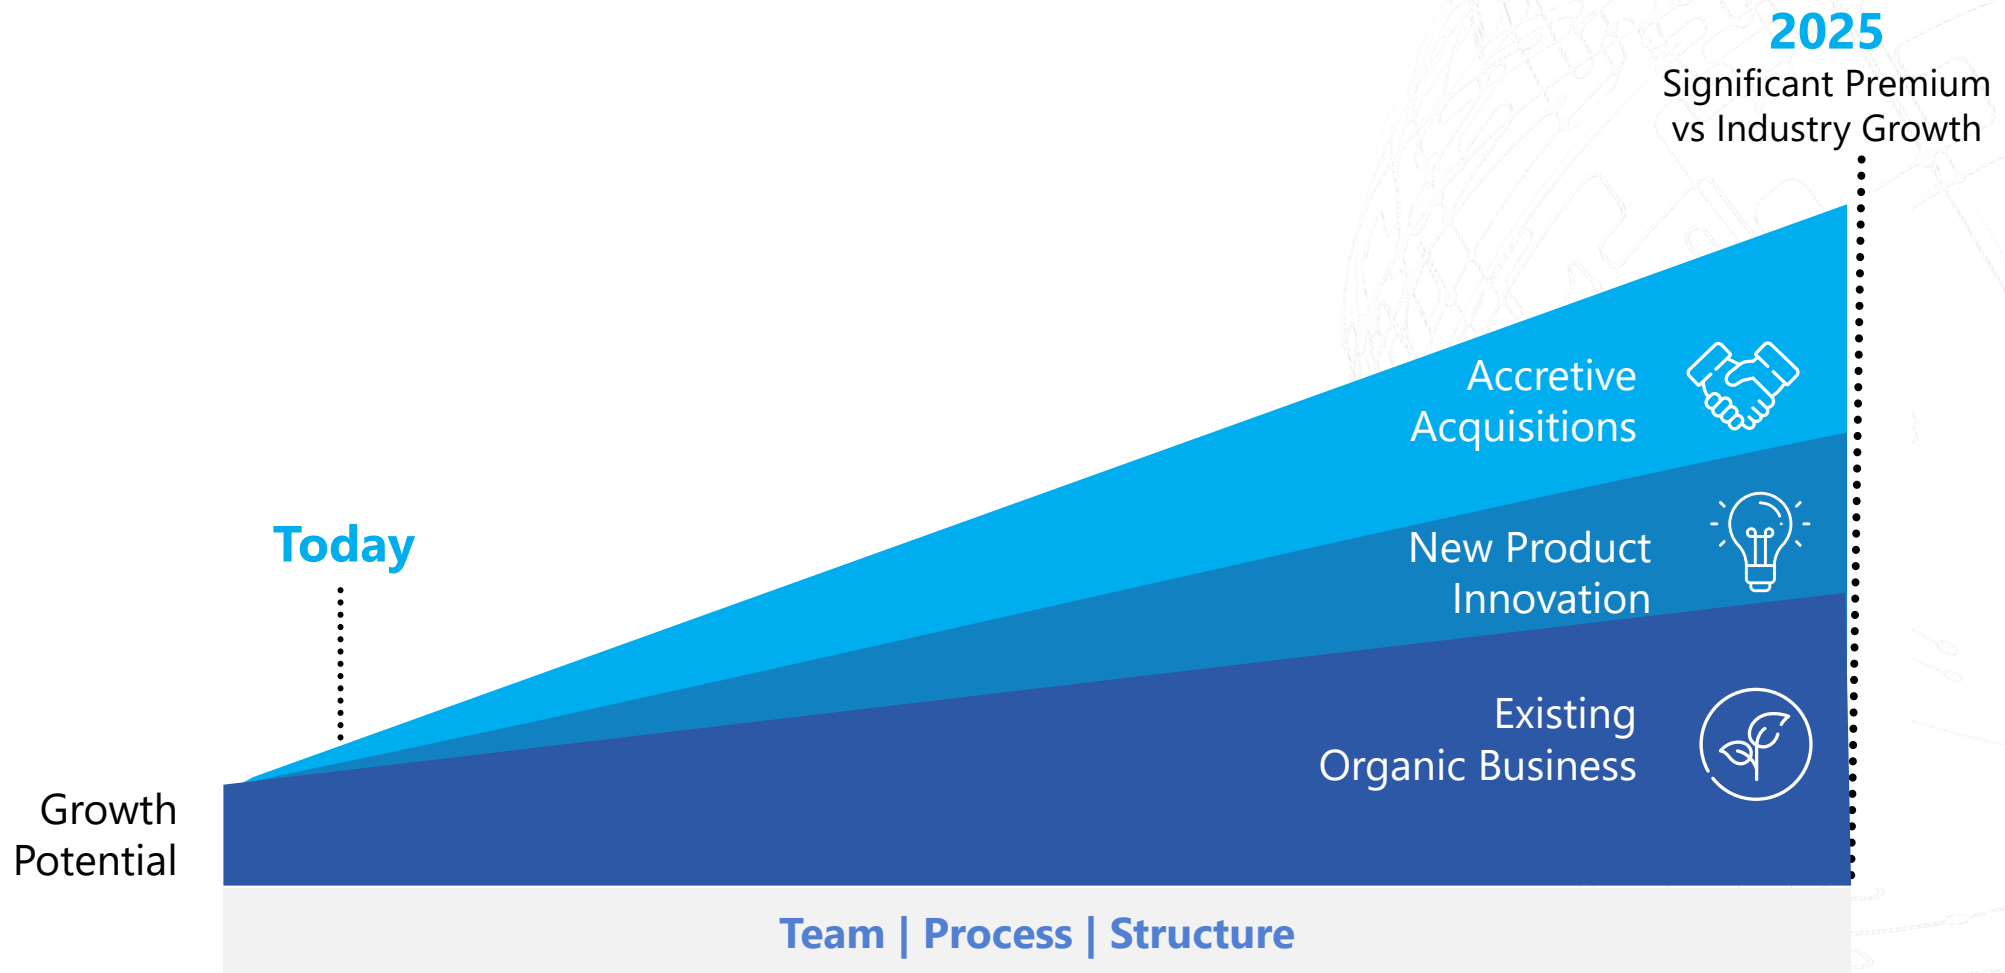 2025
Significant Premium
vs Industry Growth
Accretive
Acquisitions
Today
New Product
Innovation
Existing
Organic Business
Growth
Potential
Team | Process | Structure